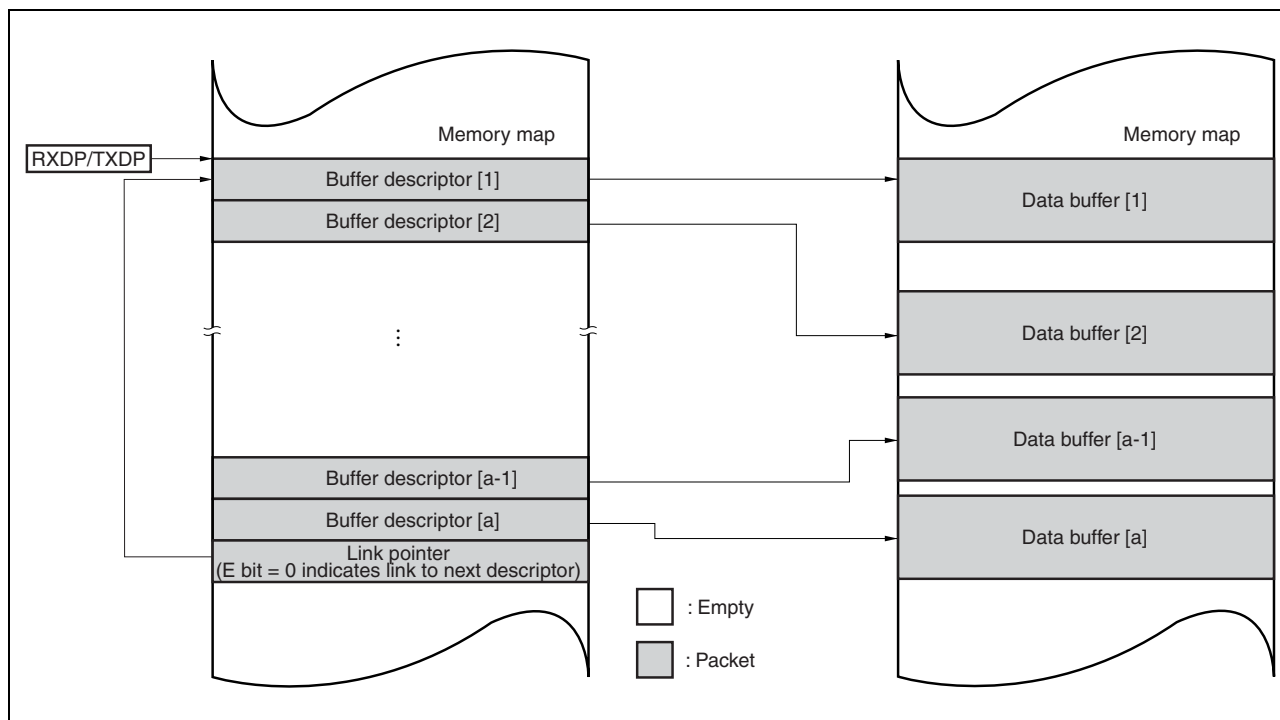 Memory map
RXDP/TXDP
Buffer descriptor [1]
Buffer descriptor [2]
⋮
Buffer descriptor [a-1]
Buffer descriptor [a]
Link pointer
(E bit = 0 indicates link to next descriptor)
Memory map
Data buffer [1]
Data buffer [2]
Data buffer [a-1]
Data buffer [a]
: Empty
: Packet